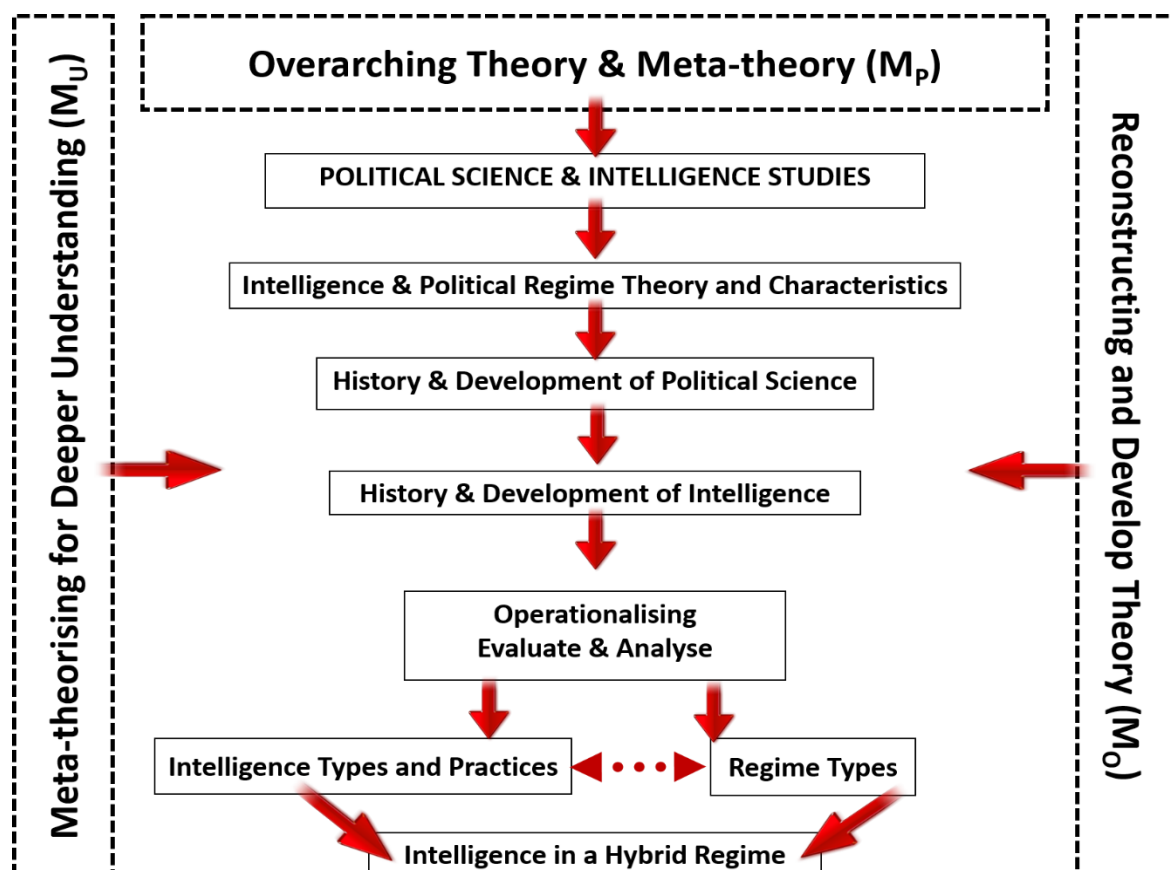 Overarching Theory & Meta-theory (MP)
Meta-theorising for Deeper Understanding (MU)
Reconstructing and Develop Theory (MO)
POLITICAL SCIENCE & INTELLIGENCE STUDIES
Intelligence & Political Regime Theory and Characteristics
History & Development of Political Science
History & Development of Intelligence
Operationalising
Evaluate & Analyse
Intelligence Types and Practices
Regime Types
Intelligence in a Hybrid Regime